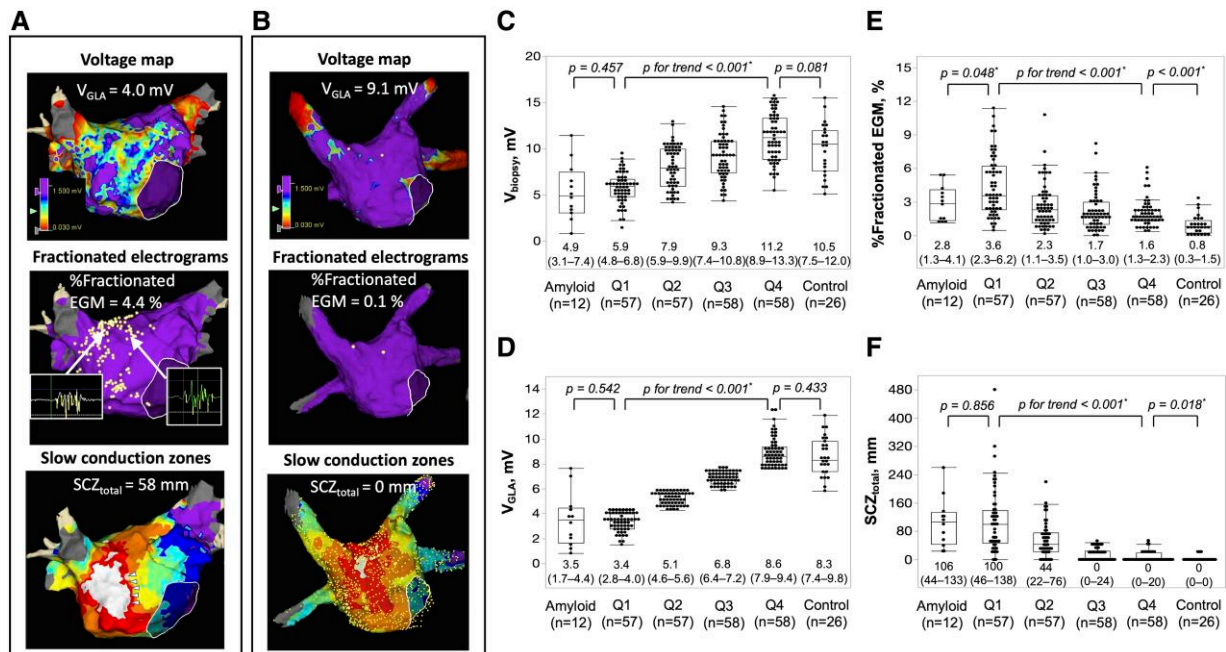 A
Voltage map
V_GLA = 4.0 mV
1.500 mV
0.030 mV
Fractionated electrograms
%Fractionated
EGM = 4.4 %
Slow conduction zones
SCZ_total = 58 mm
B
Voltage map
V_GLA = 9.1 mV
1.500 mV
0.030 mV
Fractionated electrograms
%Fractionated
EGM = 0.1 %
Slow conduction zones
SCZ_total = 0 mm
C
V_biopsy, mV
20
15
10
5
0
p = 0.457 p for trend < 0.001* p = 0.081
4.9 5.9 7.9 9.3 11.2 10.5
(3.1–7.4) (4.8–6.8) (5.9–9.9) (7.4–10.8) (8.9–13.3) (7.5–12.0)
Amyloid Q1 Q2 Q3 Q4 Control
(n=12) (n=57) (n=57) (n=58) (n=58) (n=26)
D
V_GLA, mV
14
12
10
8
6
4
2
0
p = 0.542 p for trend < 0.001* p = 0.433
3.5 3.4 5.1 6.8 8.6 8.3
(1.7–4.4) (2.8–4.0) (4.6–5.6) (6.4–7.2) (7.9–9.4) (7.4–9.8)
Amyloid Q1 Q2 Q3 Q4 Control
(n=12) (n=57) (n=57) (n=58) (n=58) (n=26)
E
%Fractionated EGM, %
15
12
9
6
3
0
p = 0.048* p for trend < 0.001* p < 0.001*
2.8 3.6 2.3 1.7 1.6 0.8
(1.3–4.1) (2.3–6.2) (1.1–3.5) (1.0–3.0) (1.3–2.3) (0.3–1.5)
Amyloid Q1 Q2 Q3 Q4 Control
(n=12) (n=57) (n=57) (n=58) (n=58) (n=26)
F
SCZ_total, mm
480
400
320
240
160
80
0
p = 0.856 p for trend < 0.001* p = 0.018*
106 100 44 0 0 0
(44–133) (46–138) (22–76) (0–24) (0–20) (0–0)
Amyloid Q1 Q2 Q3 Q4 Control
(n=12) (n=57) (n=57) (n=58) (n=58) (n=26)